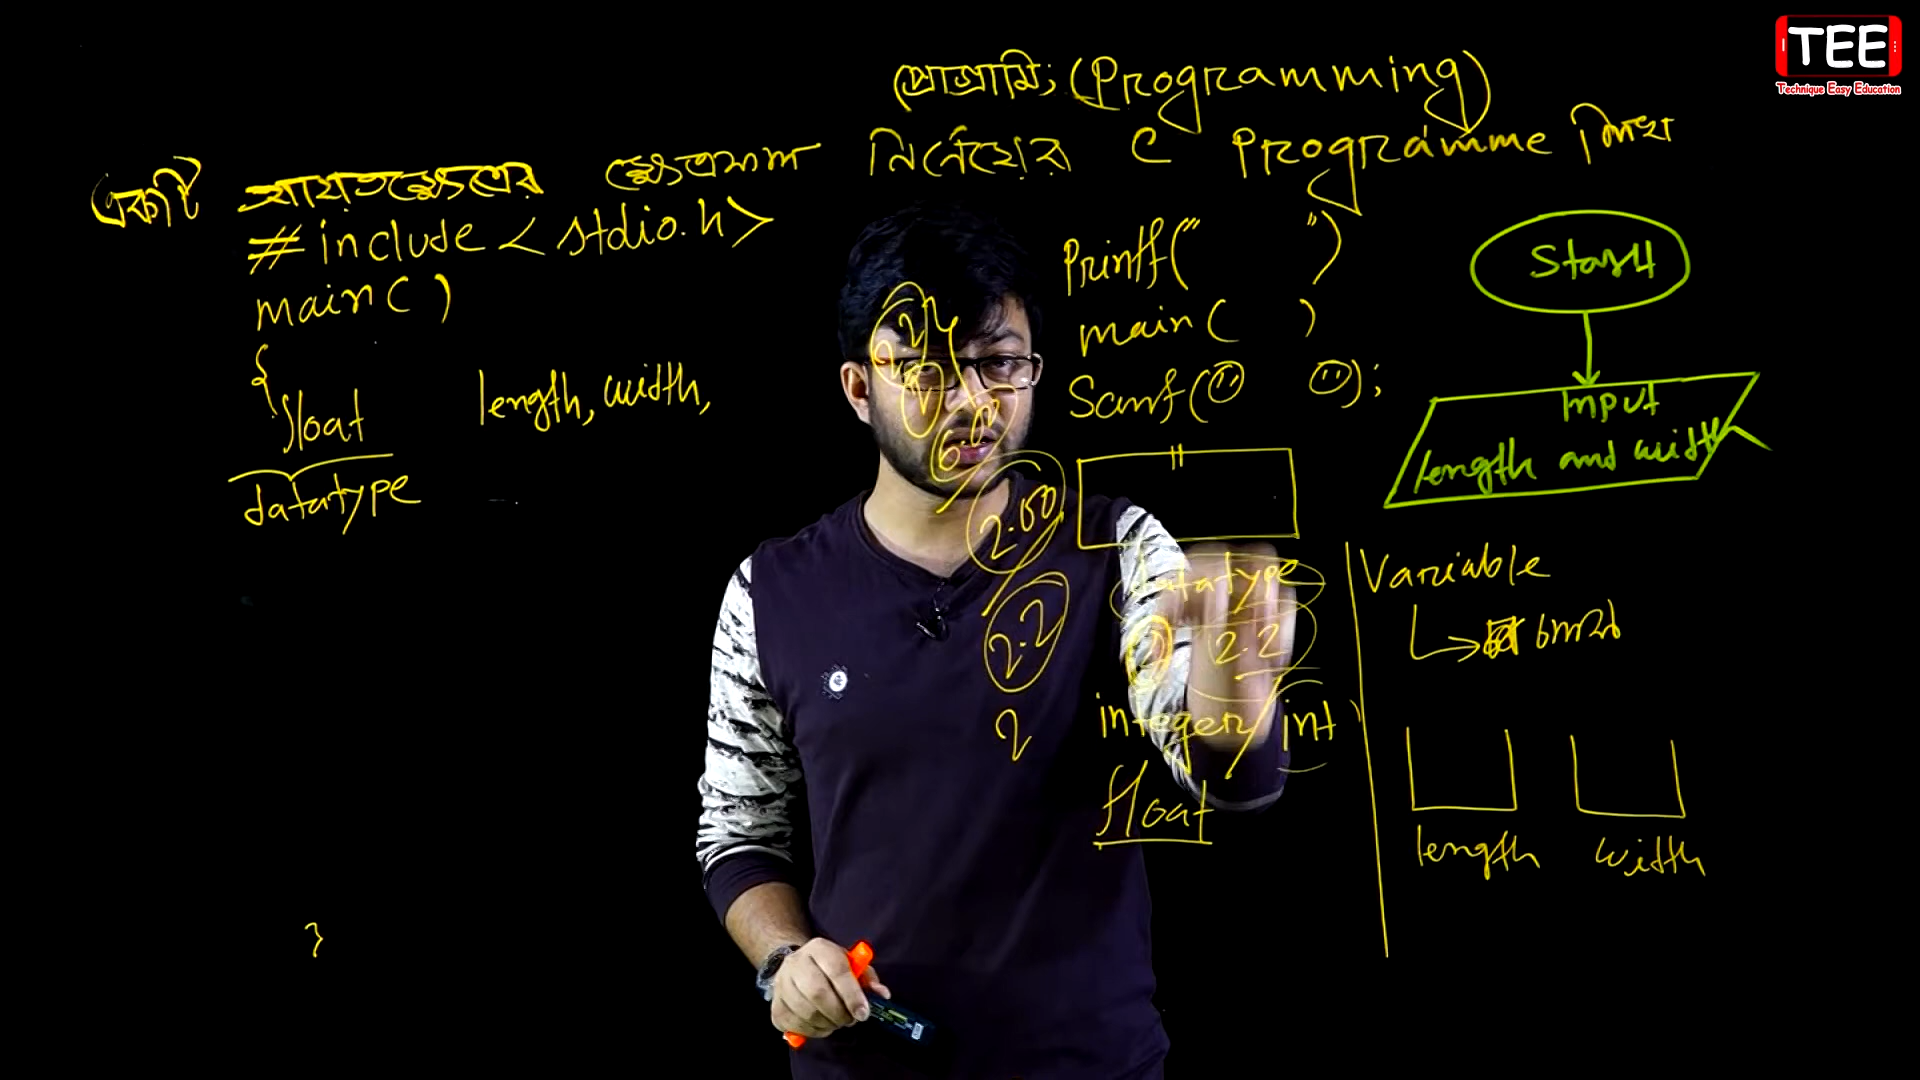 TEE
Technique Easy Education
(Programming)
একটি আয়তক্ষেত্রের ক্ষেত্রফল নির্ণয়ের C Programme লিখ
#include <stdio.h>
main( )
{
float length, width,
datatype
}
Printf(" ")
main( )
Scanf(" ");
6.0
2.50
2.2
2
datatype
2 2.2
integer/int
float
Start
Input
length and width
Variable
length width